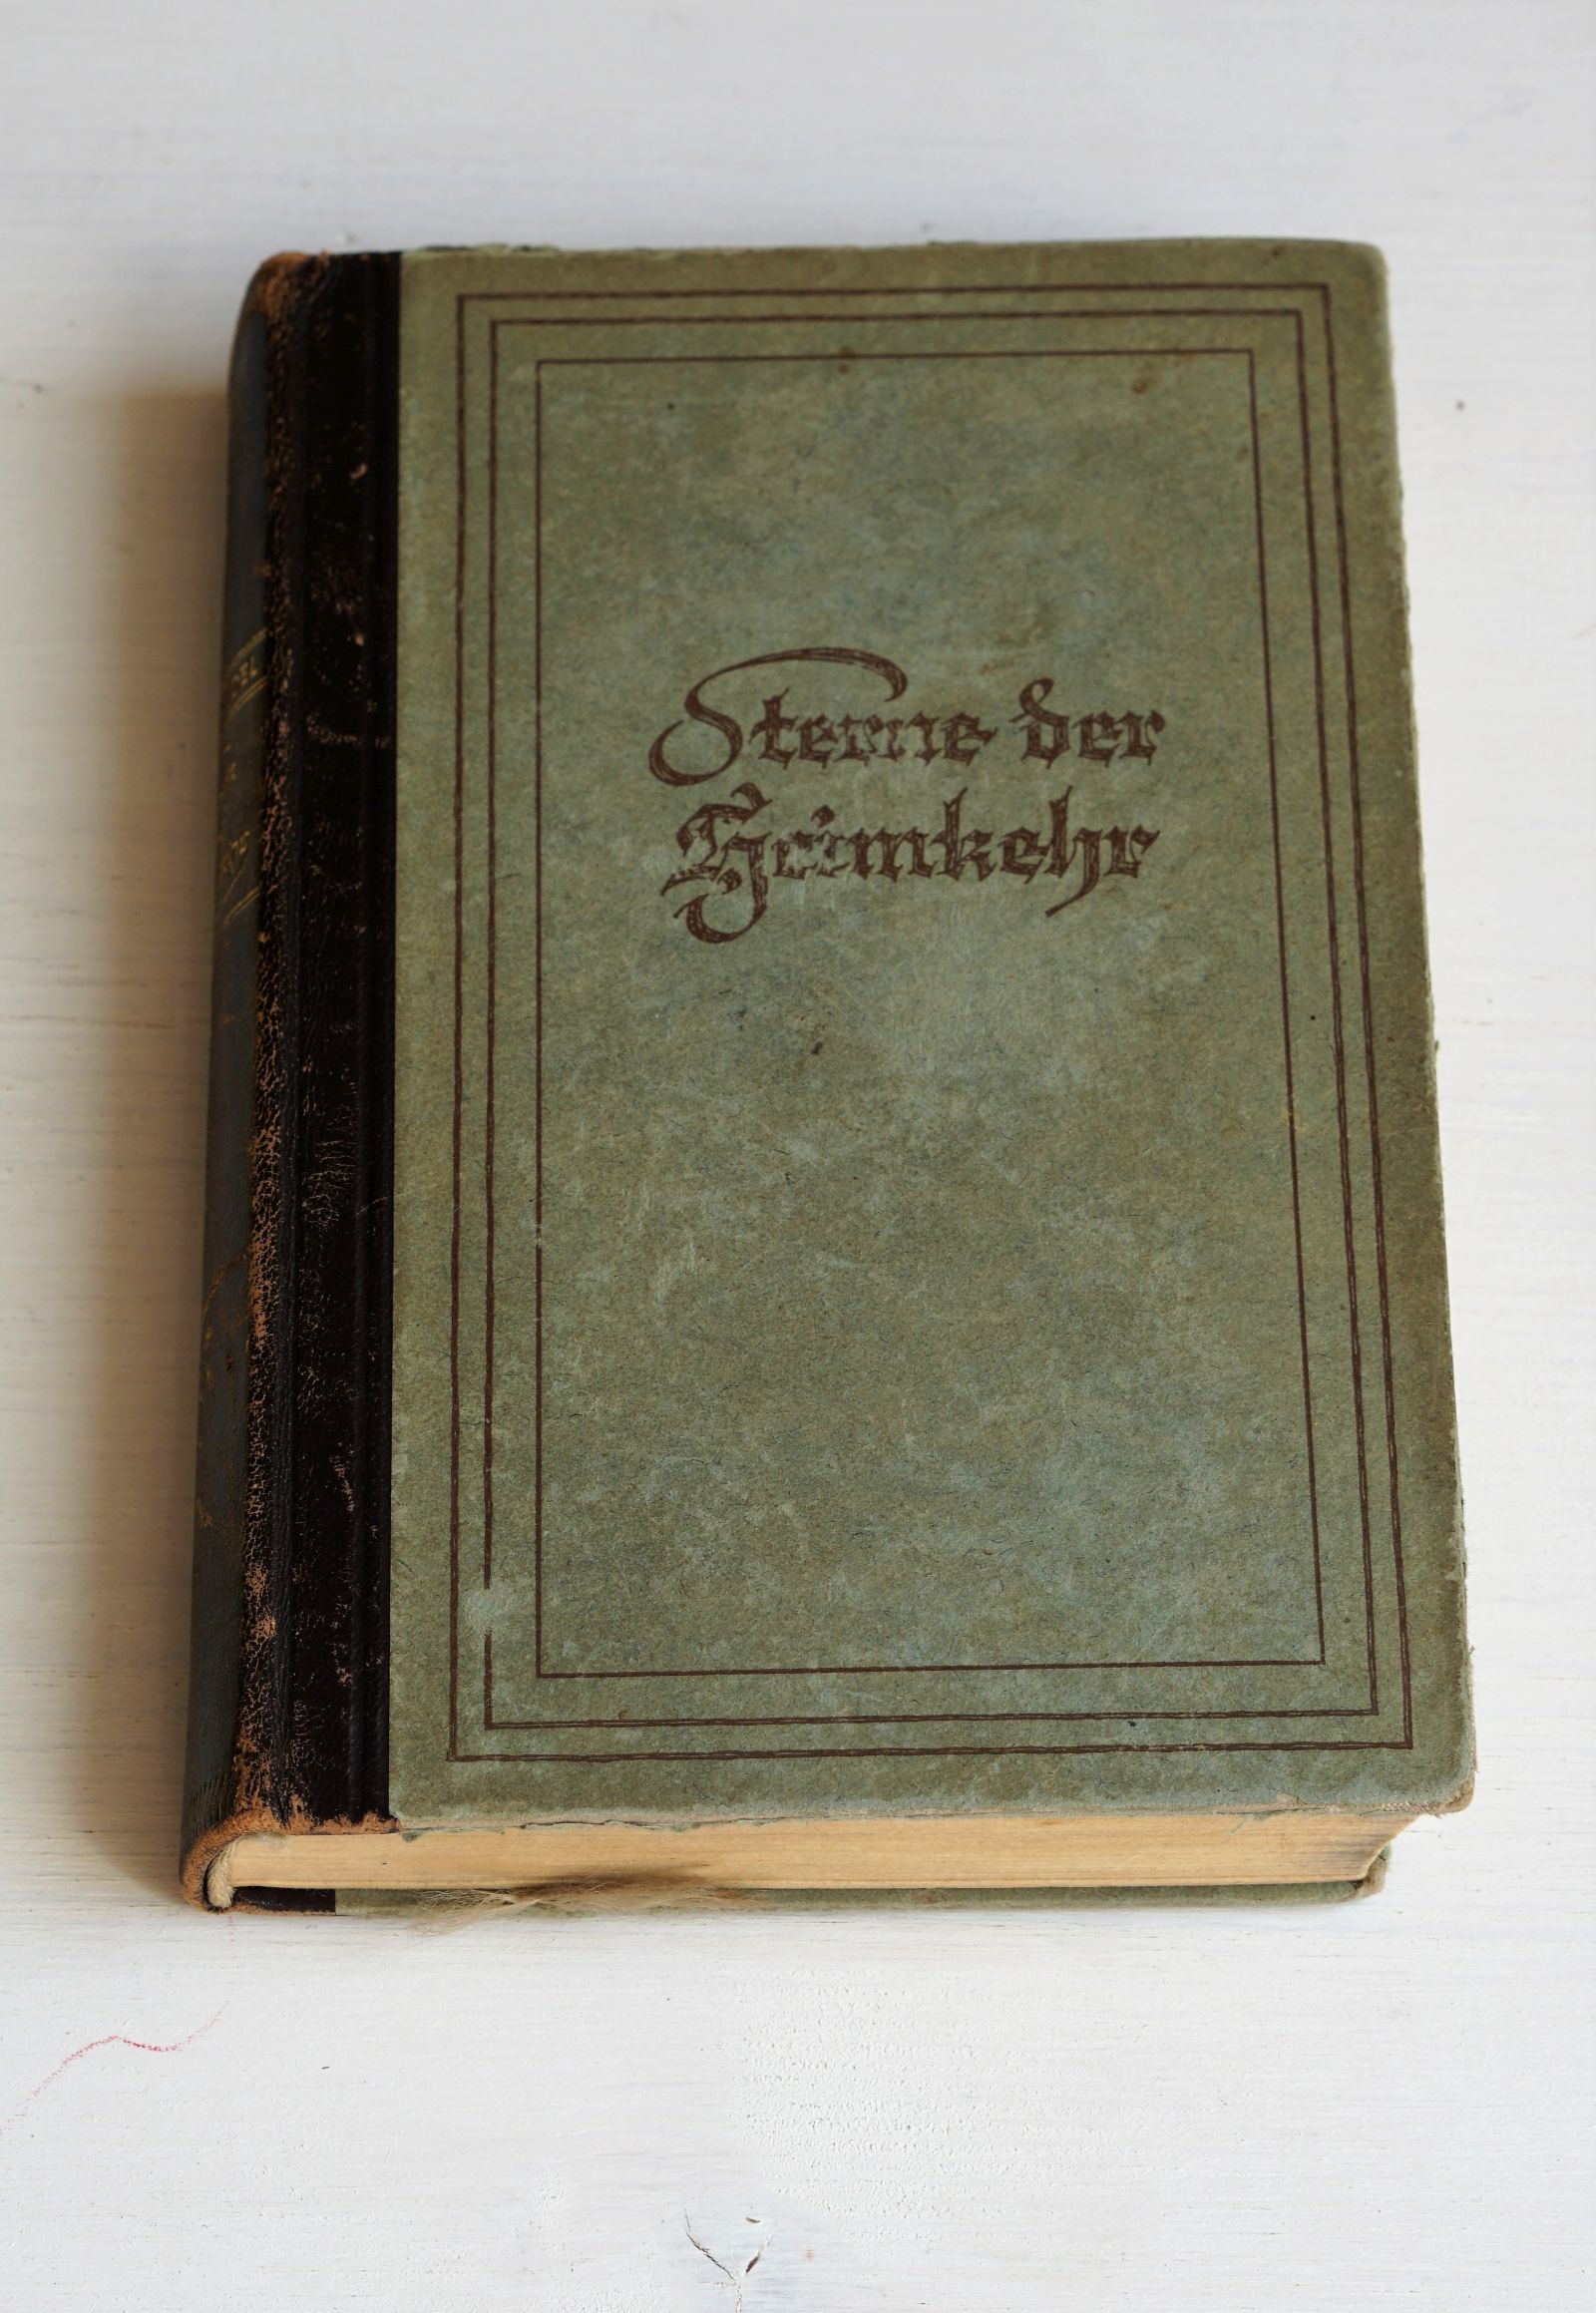 Sterne der
Heimkehr